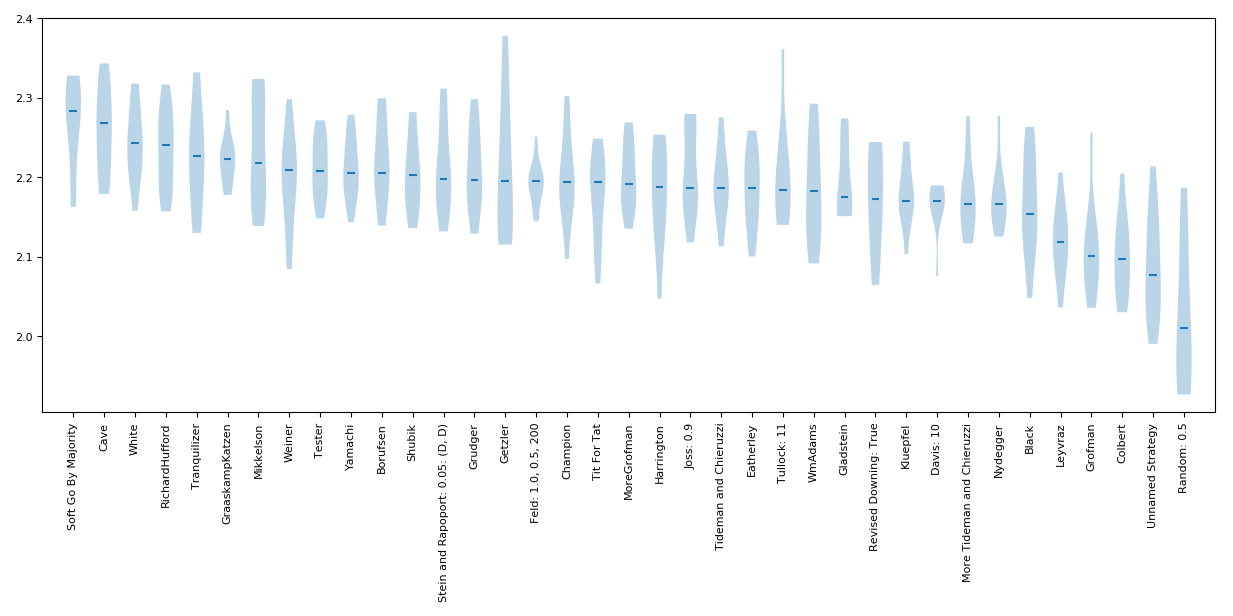 2.4
2.3
2.2
2.1
2.0
Soft Go By Majority
Cave
White
RichardHufford
Tranquilizer
GraaskampKatzen
Mikkelson
Weiner
Tester
Yamachi
Borufsen
Shubik
Stein and Rapoport: 0.05: (D, D)
Grudger
Getzler
Feld: 1.0, 0.5, 200
Champion
Tit For Tat
MoreGrofman
Harrington
Joss: 0.9
Tideman and Chieruzzi
Eatherley
Tullock: 11
WmAdams
Gladstein
Revised Downing: True
Kluepfel
Davis: 10
More Tideman and Chieruzzi
Nydegger
Black
Leyvraz
Grofman
Colbert
Unnamed Strategy
Random: 0.5